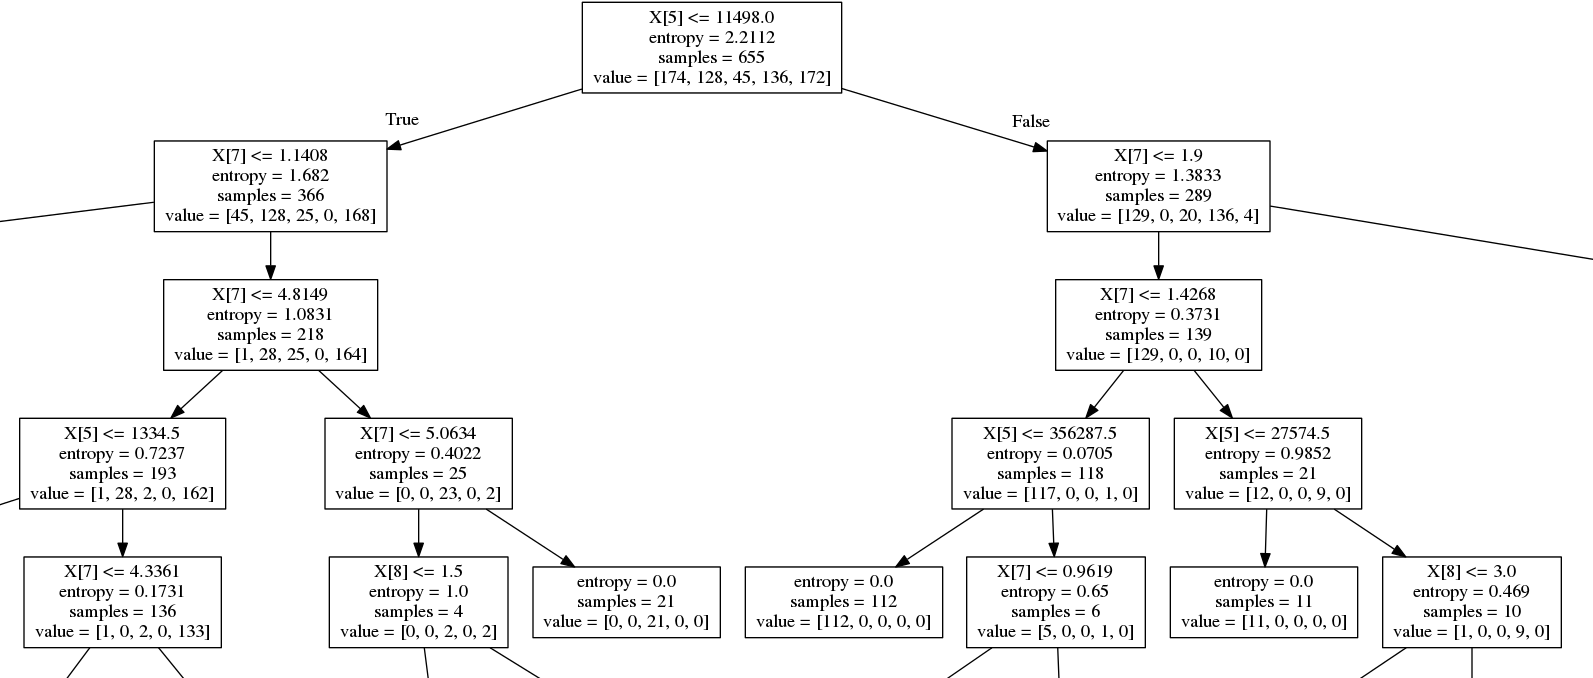 X[5] <= 11498.0
entropy = 2.2112
samples = 655
value = [174, 128, 45, 136, 172]
True
False
X[7] <= 1.1408
entropy = 1.682
samples = 366
value = [45, 128, 25, 0, 168]
X[7] <= 1.9
entropy = 1.3833
samples = 289
value = [129, 0, 20, 136, 4]
X[7] <= 4.8149
entropy = 1.0831
samples = 218
value = [1, 28, 25, 0, 164]
X[7] <= 1.4268
entropy = 0.3731
samples = 139
value = [129, 0, 0, 10, 0]
X[5] <= 1334.5
entropy = 0.7237
samples = 193
value = [1, 28, 2, 0, 162]
X[7] <= 5.0634
entropy = 0.4022
samples = 25
value = [0, 0, 23, 0, 2]
X[5] <= 356287.5
entropy = 0.0705
samples = 118
value = [117, 0, 0, 1, 0]
X[5] <= 27574.5
entropy = 0.9852
samples = 21
value = [12, 0, 0, 9, 0]
X[7] <= 4.3361
entropy = 0.1731
samples = 136
value = [1, 0, 2, 0, 133]
X[8] <= 1.5
entropy = 1.0
samples = 4
value = [0, 0, 2, 0, 2]
entropy = 0.0
samples = 21
value = [0, 0, 21, 0, 0]
entropy = 0.0
samples = 112
value = [112, 0, 0, 0, 0]
X[7] <= 0.9619
entropy = 0.65
samples = 6
value = [5, 0, 0, 1, 0]
entropy = 0.0
samples = 11
value = [11, 0, 0, 0, 0]
X[8] <= 3.0
entropy = 0.469
samples = 10
value = [1, 0, 0, 9, 0]